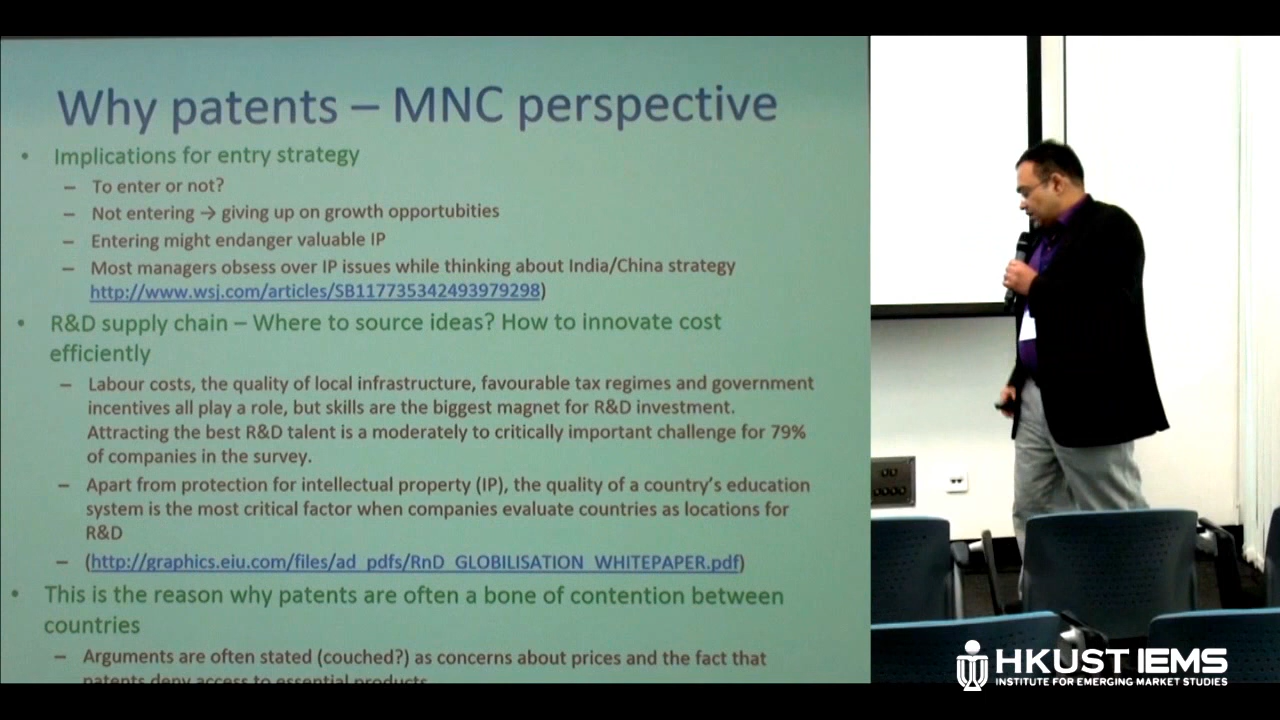 Why patents – MNC perspective
• Implications for entry strategy
– To enter or not?
– Not entering → giving up on growth opportubities
– Entering might endanger valuable IP
– Most managers obsess over IP issues while thinking about India/China strategy
http://www.wsj.com/articles/SB117735342493979298)
• R&D supply chain – Where to source ideas? How to innovate cost
efficiently
– Labour costs, the quality of local infrastructure, favourable tax regimes and government
incentives all play a role, but skills are the biggest magnet for R&D investment.
Attracting the best R&D talent is a moderately to critically important challenge for 79%
of companies in the survey.
– Apart from protection for intellectual property (IP), the quality of a country's education
system is the most critical factor when companies evaluate countries as locations for
R&D
– (http://graphics.eiu.com/files/ad_pdfs/RnD_GLOBILISATION_WHITEPAPER.pdf)
• This is the reason why patents are often a bone of contention between
countries
– Arguments are often stated (couched?) as concerns about prices and the fact that
patents deny access to essential products
HKUST IEMS
INSTITUTE FOR EMERGING MARKET STUDIES